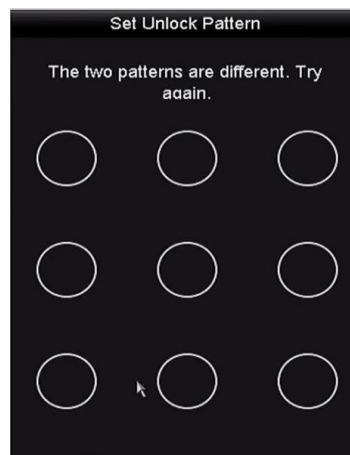 Set Unlock Pattern
The two patterns are different. Try
again.